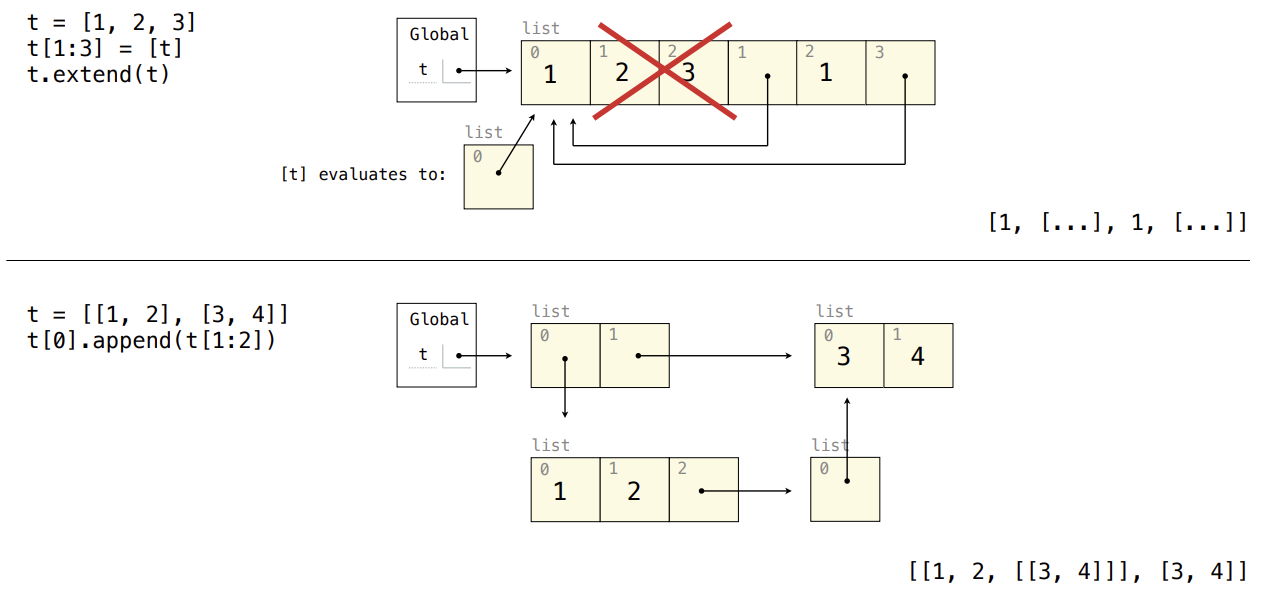 t = [1, 2, 3]
t[1:3] = [t]
t.extend(t)
Global
t
list
0 1 2 1 2 3
1 2 3 1
list
0
[t] evaluates to:
[1, [...], 1, [...]]
t = [[1, 2], [3, 4]]
t[0].append(t[1:2])
Global
t
list
0 1
list
0 1
3 4
list
0 1 2
1 2
list
0
[[1, 2, [[3, 4]]], [3, 4]]